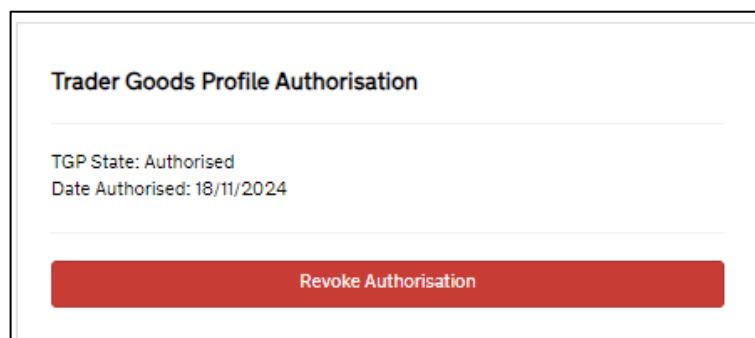 Trader Goods Profile Authorisation
TGP State: Authorised
Date Authorised: 18/11/2024
Revoke Authorisation